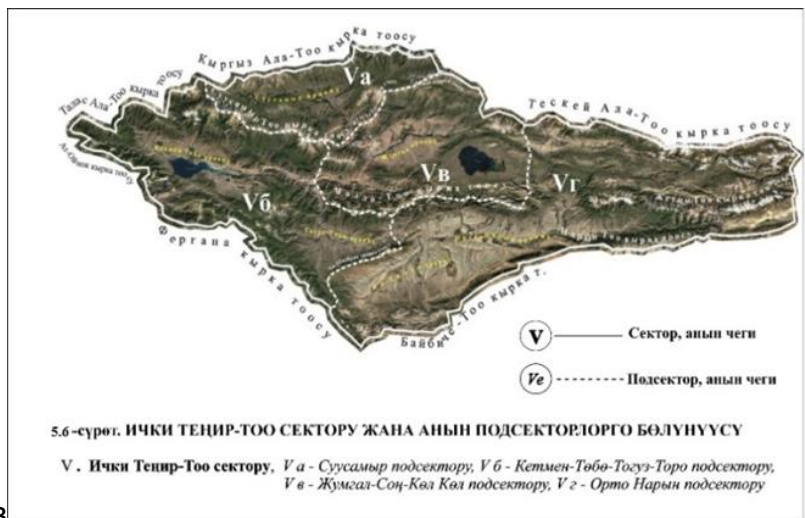 Кыргыз Ала-Тоо кырка тоосу
Талас Ала-Тоо кырка тоосу
Тескей Ала-Тоо кырка тоосу
Vа
Vв
Vг
Vб
Фергана кырка тоосу
Байбиче-Тоо кырка т.
V Сектор, анын чеги
Vе Подсектор, анын чеги
5.6-сүрөт. ИЧКИ ТЕҢИР-ТОО СЕКТОРУ ЖАНА АНЫН ПОДСЕКТОРЛОРГО БӨЛҮНҮҮСҮ
V. Ички Теңир-Тоо сектору, V а - Суусамыр подсектору, V б - Кетмен-Төбө-Тогуз-Торо подсектору,
V в - Жумгал-Соң-Көл Көл подсектору, V г - Орто Нарын подсектору